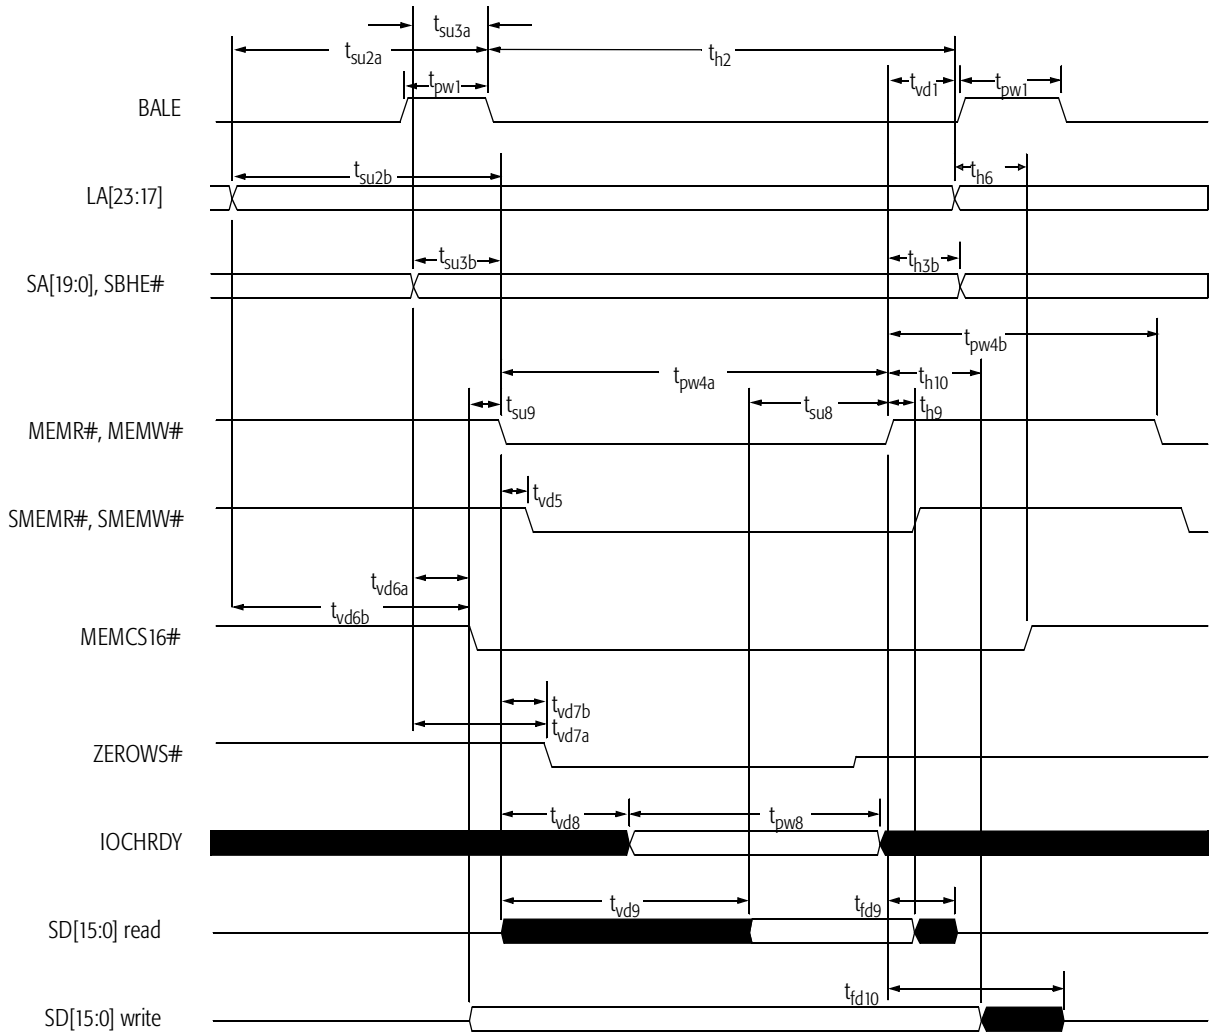 tsu3a
tsu2a
th2
tpw1
tvd1
tpw1
BALE
tsu2b
th6
LA[23:17]
tsu3b
th3b
SA[19:0], SBHE#
tpw4b
tpw4a
th10
tsu9
tsu8
th9
MEMR#, MEMW#
tvd5
SMEMR#, SMEMW#
tvd6a
tvd6b
MEMCS16#
tvd7b
tvd7a
ZEROWS#
tvd8
tpw8
IOCHRDY
tvd9
tfd9
SD[15:0] read
tfd10
SD[15:0] write